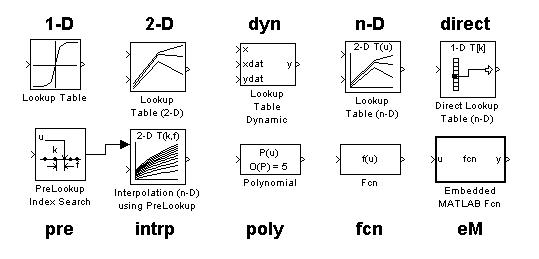 1-D 2-D dyn n-D direct
Lookup Table
Lookup
Table (2-D)
x
xdat y
ydat
Lookup
Table
Dynamic
2-D T(u)
Lookup
Table (n-D)
1-D T[k]
Direct Lookup
Table (n-D)
u
k
f
PreLookup
Index Search
2-D T(k,f)
Interpolation (n-D)
using PreLookup
P(u)
O(P) = 5
Polynomial
f(u)
Fcn
u fcn y
Embedded
MATLAB Fcn
pre intrp poly fcn eM